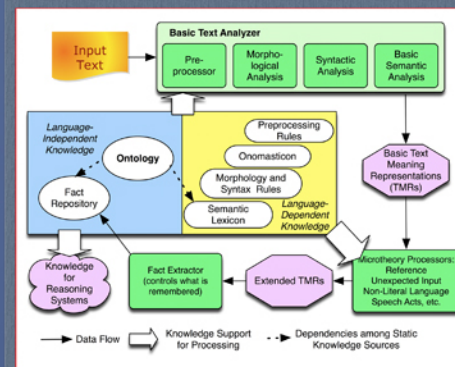 Basic Text Analyzer
Input
Text
Pre-
processor
Morpho-
logical
Analysis
Syntactic
Analysis
Basic
Semantic
Analysis
Language-
Independent
Knowledge
Ontology
Fact
Repository
Preprocessing
Rules
Onomasticon
Morphology and
Syntax Rules
Semantic
Lexicon
Language-
Dependent
Knowledge
Basic Text
Meaning
Representations
(TMRs)
Knowledge
for
Reasoning
Systems
Fact Extractor
(controls what is
remembered)
Extended TMRs
Microtheory Processors:
Reference
Unexpected Input
Non-Literal Language
Speech Acts, etc.
Data Flow
Knowledge Support
for Processing
Dependencies among Static
Knowledge Sources